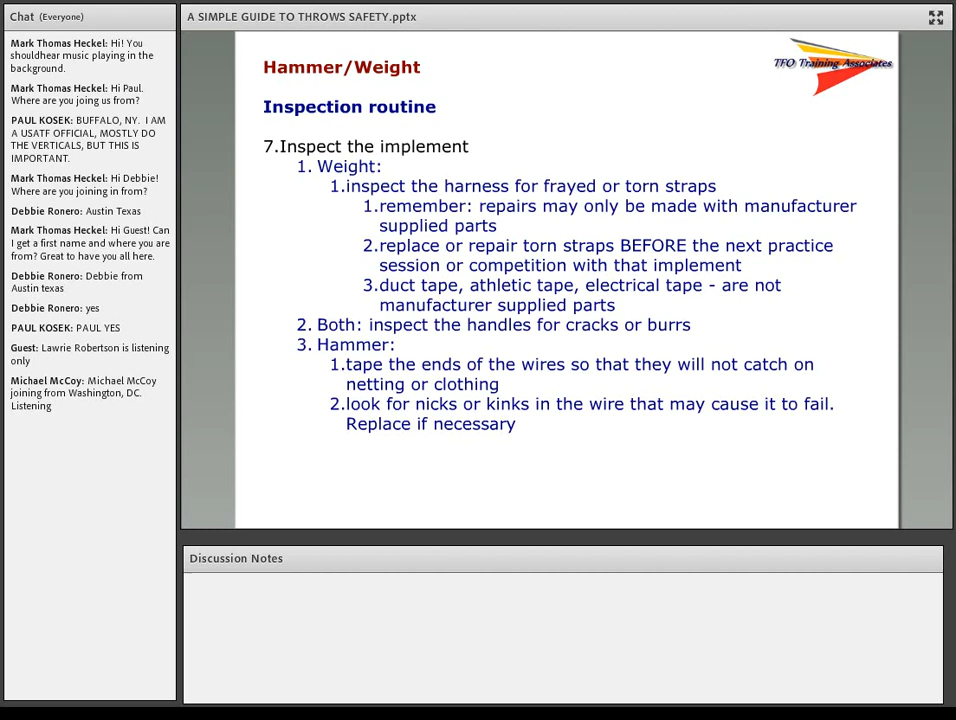 Chat (Everyone)
Mark Thomas Heckel: Hi! You
shouldhear music playing in the
background.
Mark Thomas Heckel: Hi Paul.
Where are you joing us from?
PAUL KOSEK: BUFFALO, NY. I AM
A USATF OFFICIAL, MOSTLY DO
THE VERTICALS, BUT THIS IS
IMPORTANT.
Mark Thomas Heckel: Hi Debbie!
Where are you joining in from?
Debbie Ronero: Austin Texas
Mark Thomas Heckel: Hi Guest! Can
I get a first name and where you are
from? Great to have you all here.
Debbie Ronero: Debbie from
Austin texas
Debbie Ronero: yes
PAUL KOSEK: PAUL YES
Guest: Lawrie Robertson is listening
only
Michael McCoy: Michael McCoy
joining from Washington, DC.
Listening
A SIMPLE GUIDE TO THROWS SAFETY.pptx
TFO Training Associates
Hammer/Weight
Inspection routine
7.Inspect the implement
1. Weight:
1.inspect the harness for frayed or torn straps
1.remember: repairs may only be made with manufacturer
supplied parts
2.replace or repair torn straps BEFORE the next practice
session or competition with that implement
3.duct tape, athletic tape, electrical tape - are not
manufacturer supplied parts
2. Both: inspect the handles for cracks or burrs
3. Hammer:
1.tape the ends of the wires so that they will not catch on
netting or clothing
2.look for nicks or kinks in the wire that may cause it to fail.
Replace if necessary
Discussion Notes